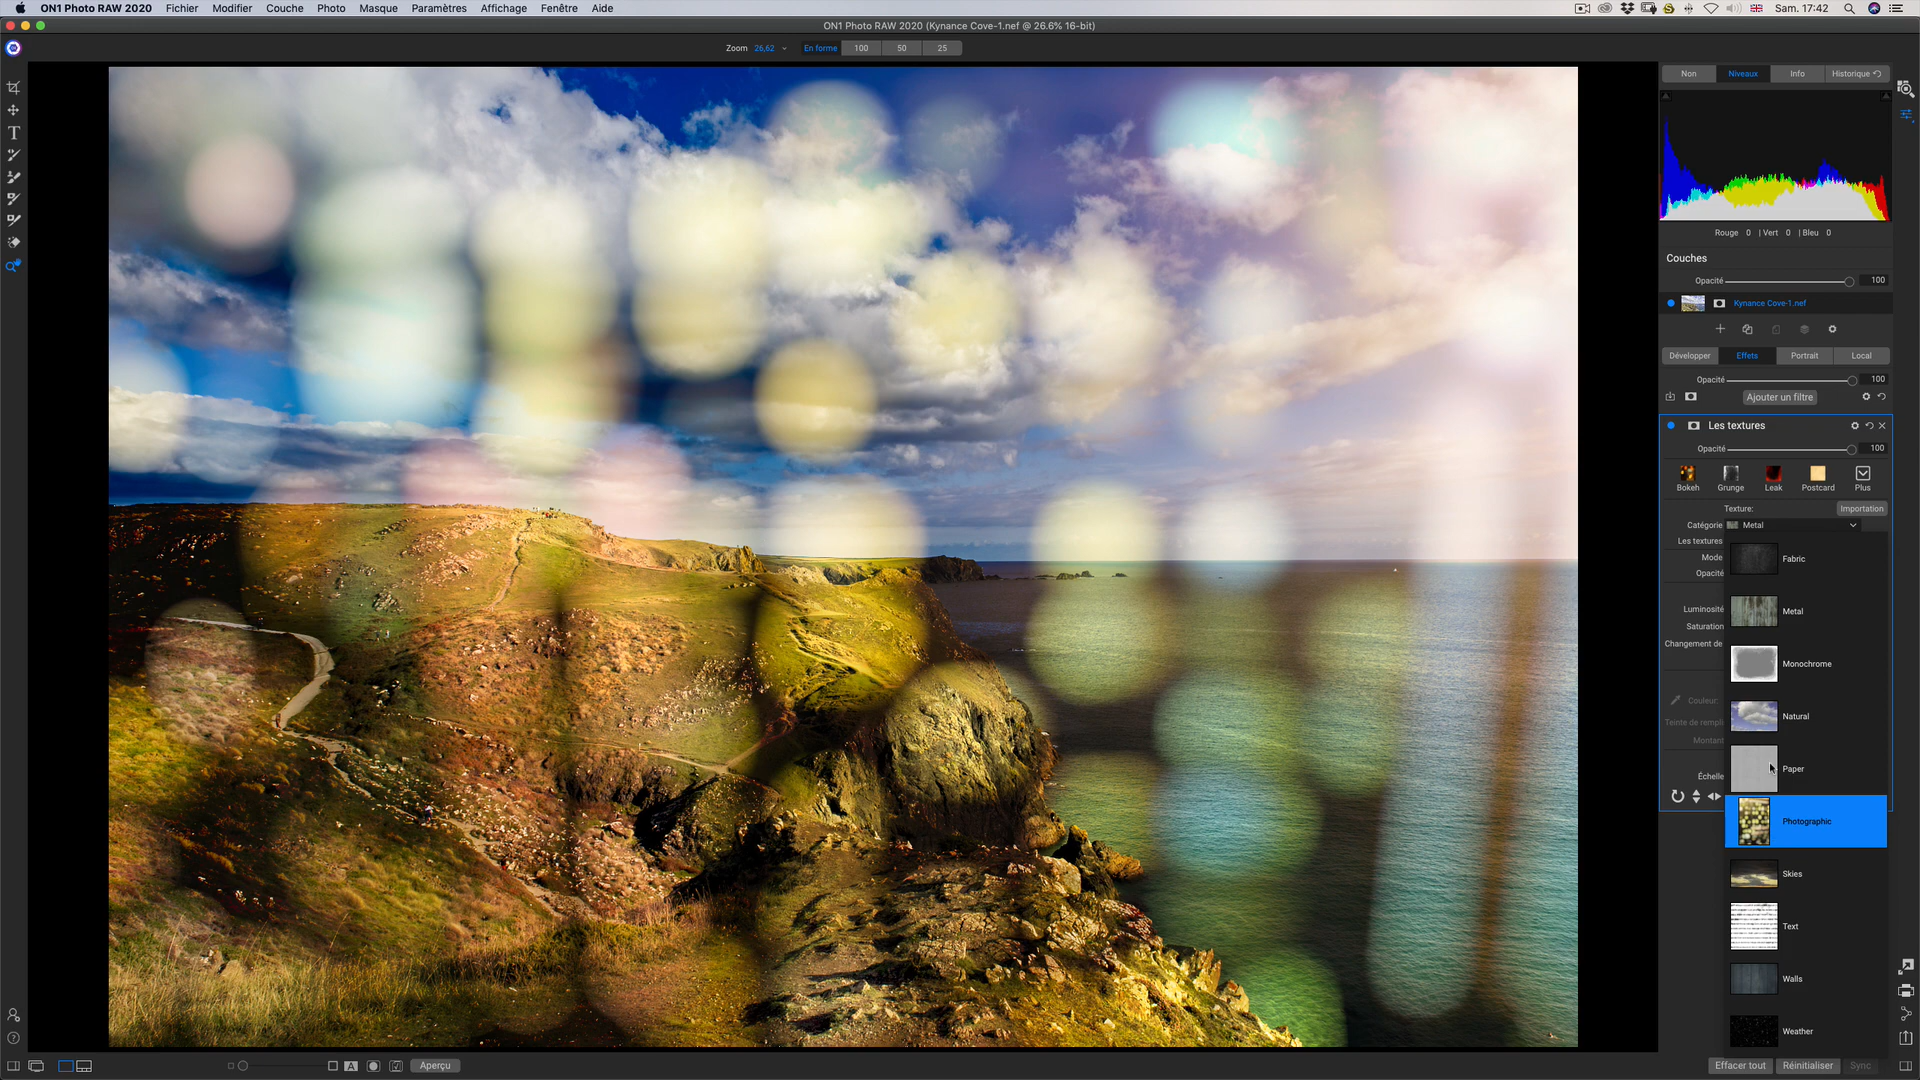 ON1 Photo RAW 2020 Fichier Modifier Couche Photo Masque Paramètres Affichage Fenêtre Aide Sam. 17:42
ON1 Photo RAW 2020 (Kynance Cove-1.nef @ 26.6% 16-bit)
Zoom 26,62 En forme 100 50 25
Non Niveaux Info Historique
Rouge 0 | Vert 0 | Bleu 0
Couches
Opacité 100
Kynance Cove-1.nef
Développer Effets Portrait Local
Opacité 100
Ajouter un filtre
Les textures
Opacité 100
Bokeh Grunge Leak Postcard Plus
Texture: Importation
Catégorie Metal
Les textures
Mode
Fabric
Opacité
Luminosité
Metal
Saturation
Changement de
Monochrome
Couleur:
Natural
Teinte de rempli
Montant
Paper
Échelle
Photographic
Skies
Text
Walls
Weather
A Aperçu
Effacer tout Réinitialiser Sync